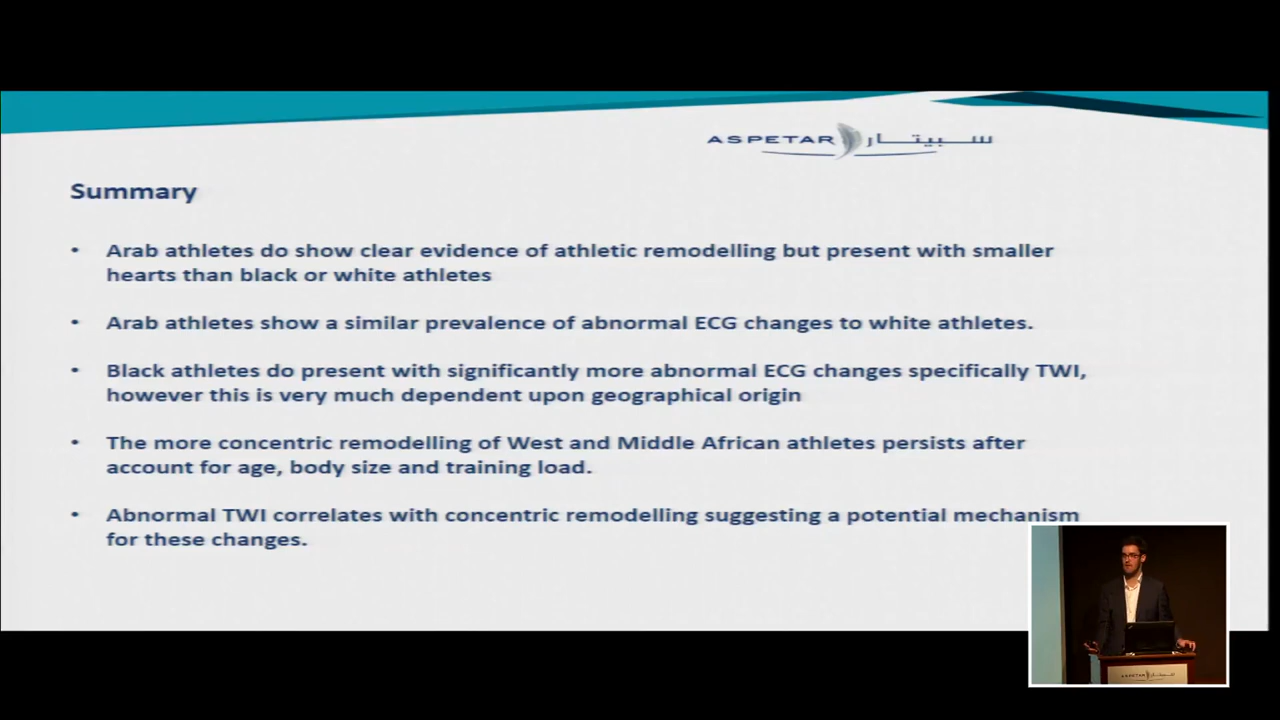 ASPETAR سبيتار
Summary
• Arab athletes do show clear evidence of athletic remodelling but present with smaller
hearts than black or white athletes
• Arab athletes show a similar prevalence of abnormal ECG changes to white athletes.
• Black athletes do present with significantly more abnormal ECG changes specifically TWI,
however this is very much dependent upon geographical origin
• The more concentric remodelling of West and Middle African athletes persists after
account for age, body size and training load.
• Abnormal TWI correlates with concentric remodelling suggesting a potential mechanism
for these changes.
ASPETAR سبيتار